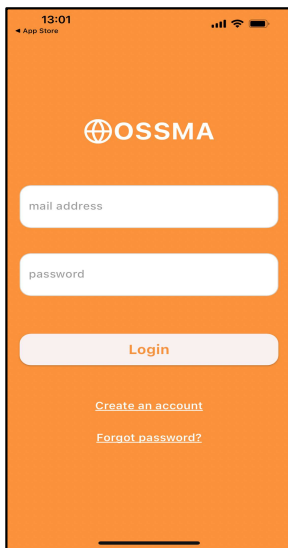 13:01
◀ App Store
OSSMA
mail address
password
Login
Create an account
Forgot password?